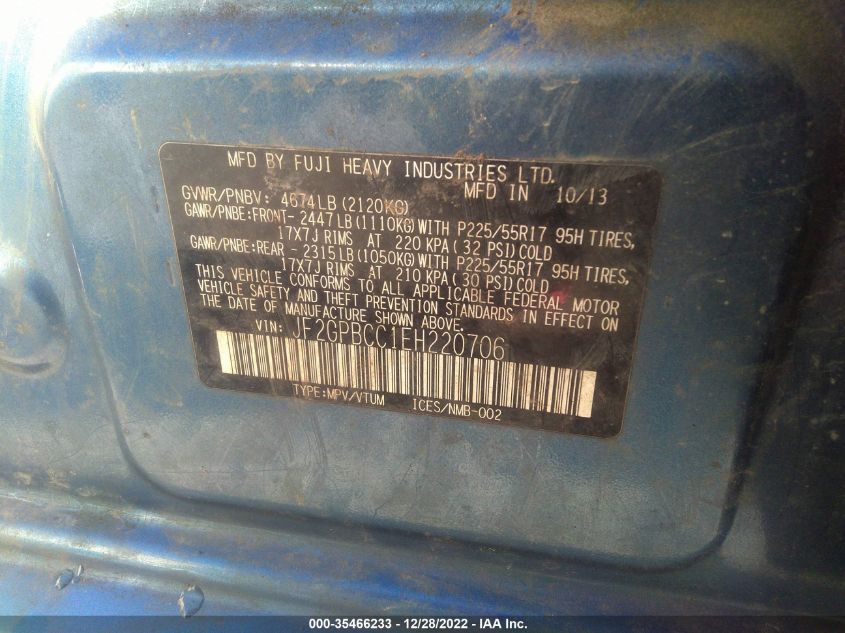 MFD BY FUJI HEAVY INDUSTRIES LTD.
MFD IN 10/13
GVWR/PNBV: 4674LB (2120KG)
GAWR/PNBE:FRONT- 2447LB(1110KG)WITH P225/55R17 95H TIRES,
17X7J RIMS AT 220 KPA(32 PSI)COLD
GAWR/PNBE:REAR - 2315LB(1050KG)WITH P225/55R17 95H TIRES,
17X7J RIMS AT 210 KPA(30 PSI)COLD
THIS VEHICLE CONFORMS TO ALL APPLICABLE FEDERAL MOTOR
VEHICLE SAFETY AND THEFT PREVENTION STANDARDS IN EFFECT ON
THE DATE OF MANUFACTURE SHOWN ABOVE.
VIN: JF2GPBCC1EH220706
TYPE:MPV/VTUM ICES/NMB-002
000-35466233 - 12/28/2022 - IAA Inc.